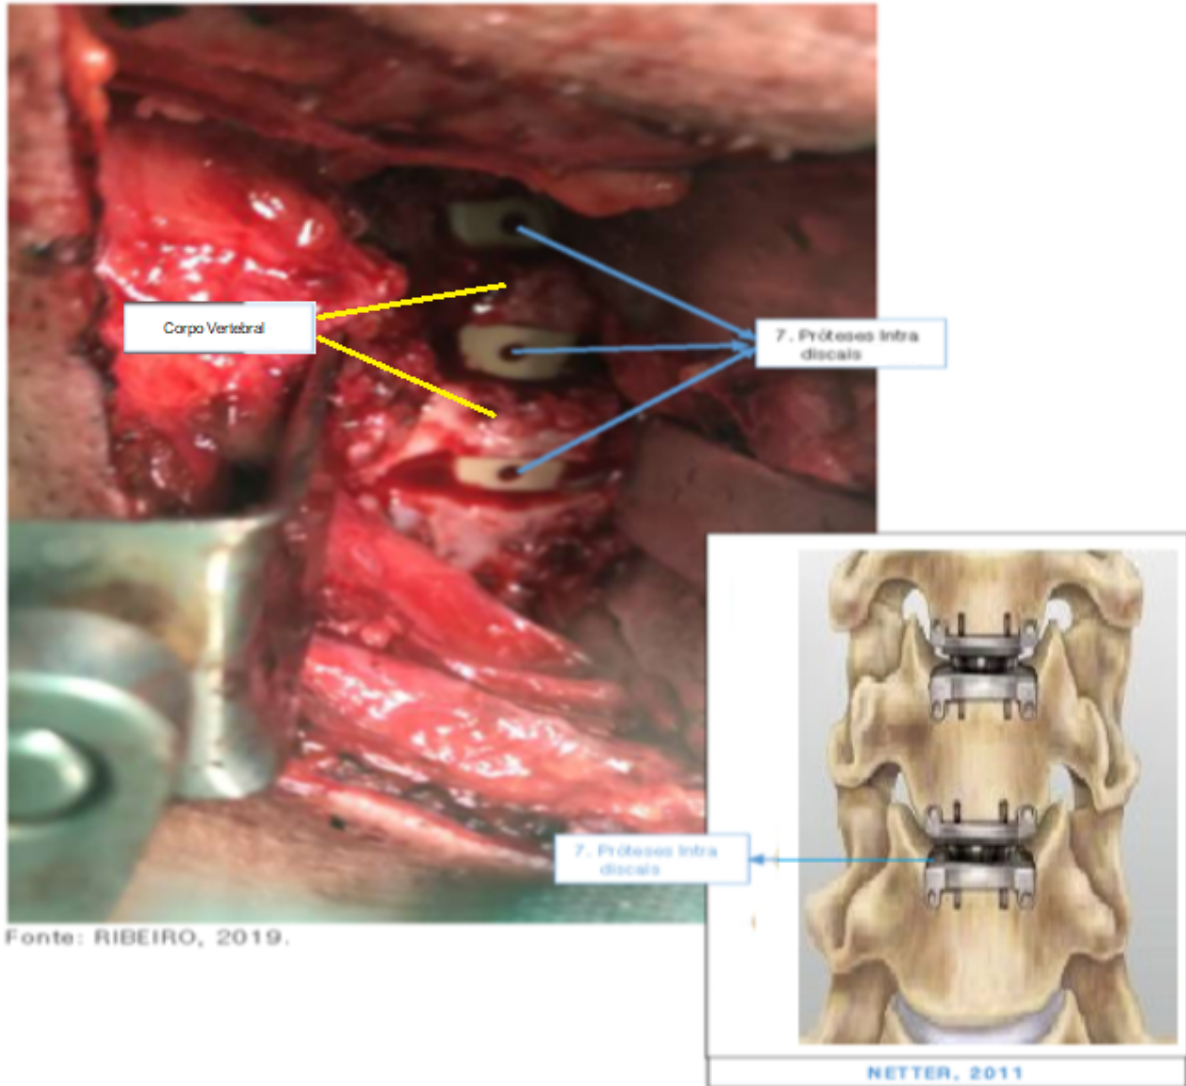 Corpo Vertebral
7. Próteses Intra
discais
7. Próteses Intra
discais
Fonte: RIBEIRO, 2019.
NETTER, 2011